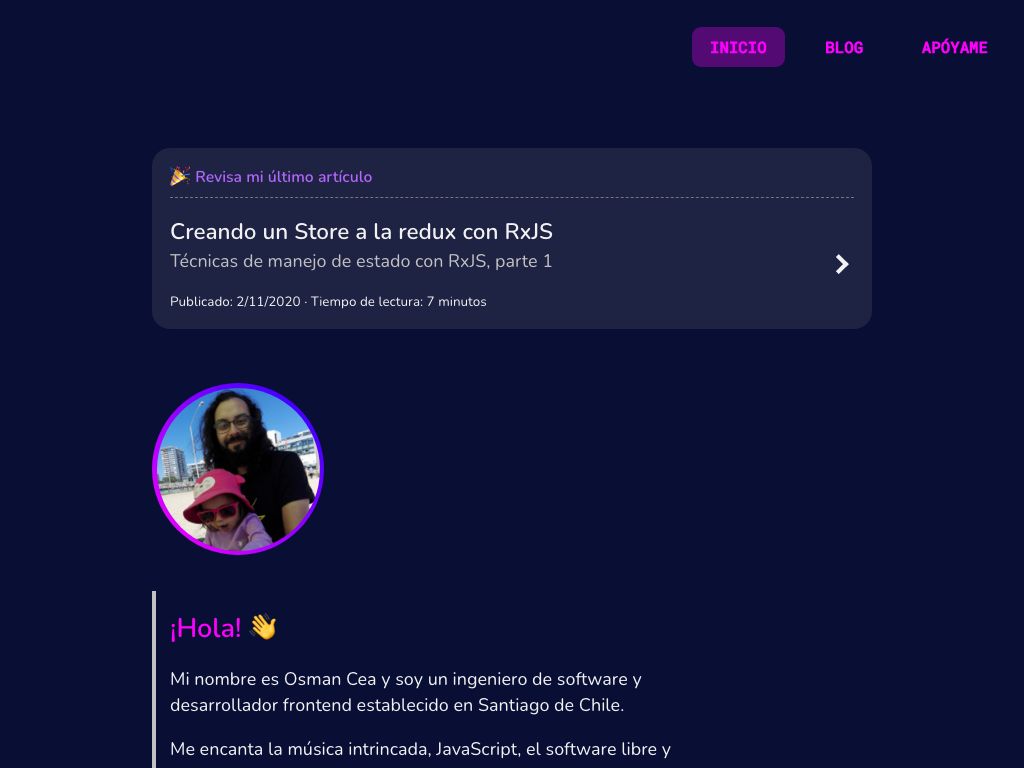 INICIO BLOG APÓYAME
🎉 Revisa mi último artículo
Creando un Store a la redux con RxJS
Técnicas de manejo de estado con RxJS, parte 1
Publicado: 2/11/2020 · Tiempo de lectura: 7 minutos
¡Hola! 👋
Mi nombre es Osman Cea y soy un ingeniero de software y
desarrollador frontend establecido en Santiago de Chile.
Me encanta la música intrincada, JavaScript, el software libre y